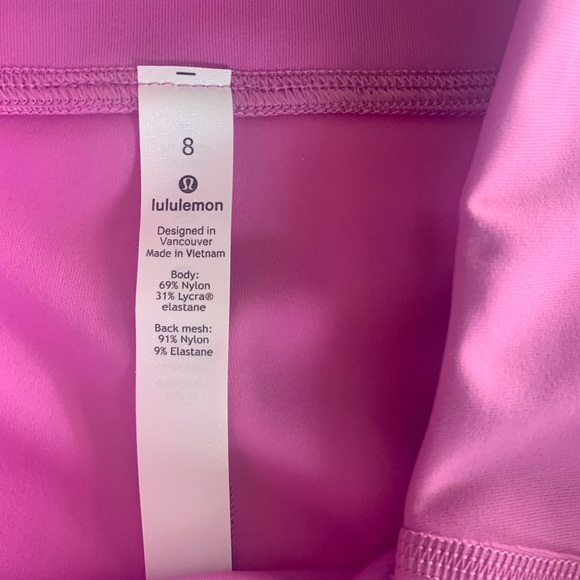 8
lululemon
Designed in
Vancouver
Made in Vietnam
Body:
69% Nylon
31% Lycra®
elastane
Back mesh:
91% Nylon
9% Elastane